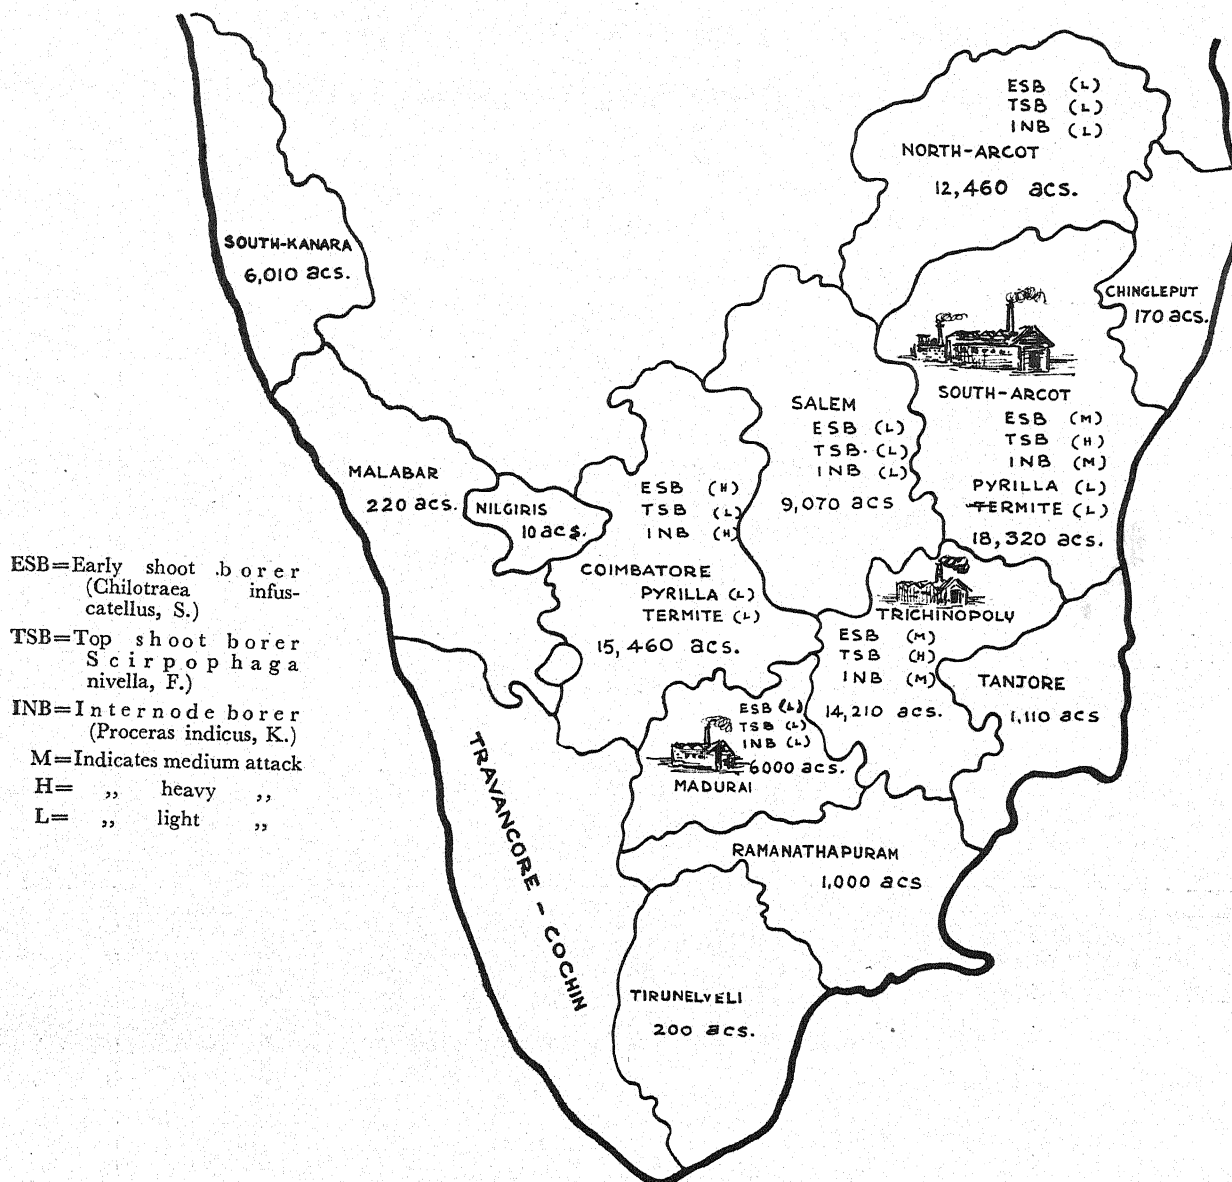 ESB (L)
TSB (L)
INB (L)
NORTH-ARCOT
12,460 acs.
SOUTH-KANARA
6,010 acs.
CHINGLEPUT
170 acs.
SOUTH-ARCOT
ESB (M)
TSB (H)
INB (M)
PYRILLA (L)
TERMITE (L)
18,320 acs.
SALEM
ESB (L)
TSB. (L)
INB (L)
9,070 acs
MALABAR
220 acs.
NILGIRIS
10 acs.
ESB (H)
TSB (L)
INB (H)
COIMBATORE
PYRILLA (L)
TERMITE (L)
15,460 acs.
TRICHINOPOLY
ESB (M)
TSB (H)
INB (M)
14,210 acs.
TANJORE
1,110 acs
ESB (L)
TSB (L)
INB (L)
6000 acs.
MADURAI
RAMANATHAPURAM
1,000 acs
TRAVANCORE - COCHIN
TIRUNELVELI
200 acs.
ESB=Early shoot borer
(Chilotraea infus-
catellus, S.)
TSB=Top shoot borer
Scirpophaga
nivella, F.)
INB=Internode borer
(Proceras indicus, K.)
M=Indicates medium attack
H= ,, heavy ,,
L= ,, light ,,